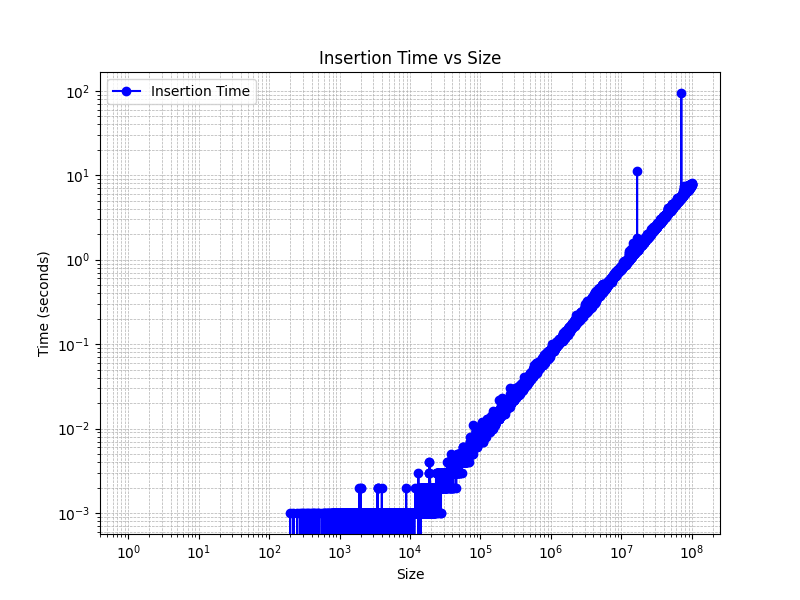 Insertion Time vs Size
Insertion Time
Time (seconds)
10²
10¹
10⁰
10⁻¹
10⁻²
10⁻³
10⁰ 10¹ 10² 10³ 10⁴ 10⁵ 10⁶ 10⁷ 10⁸
Size